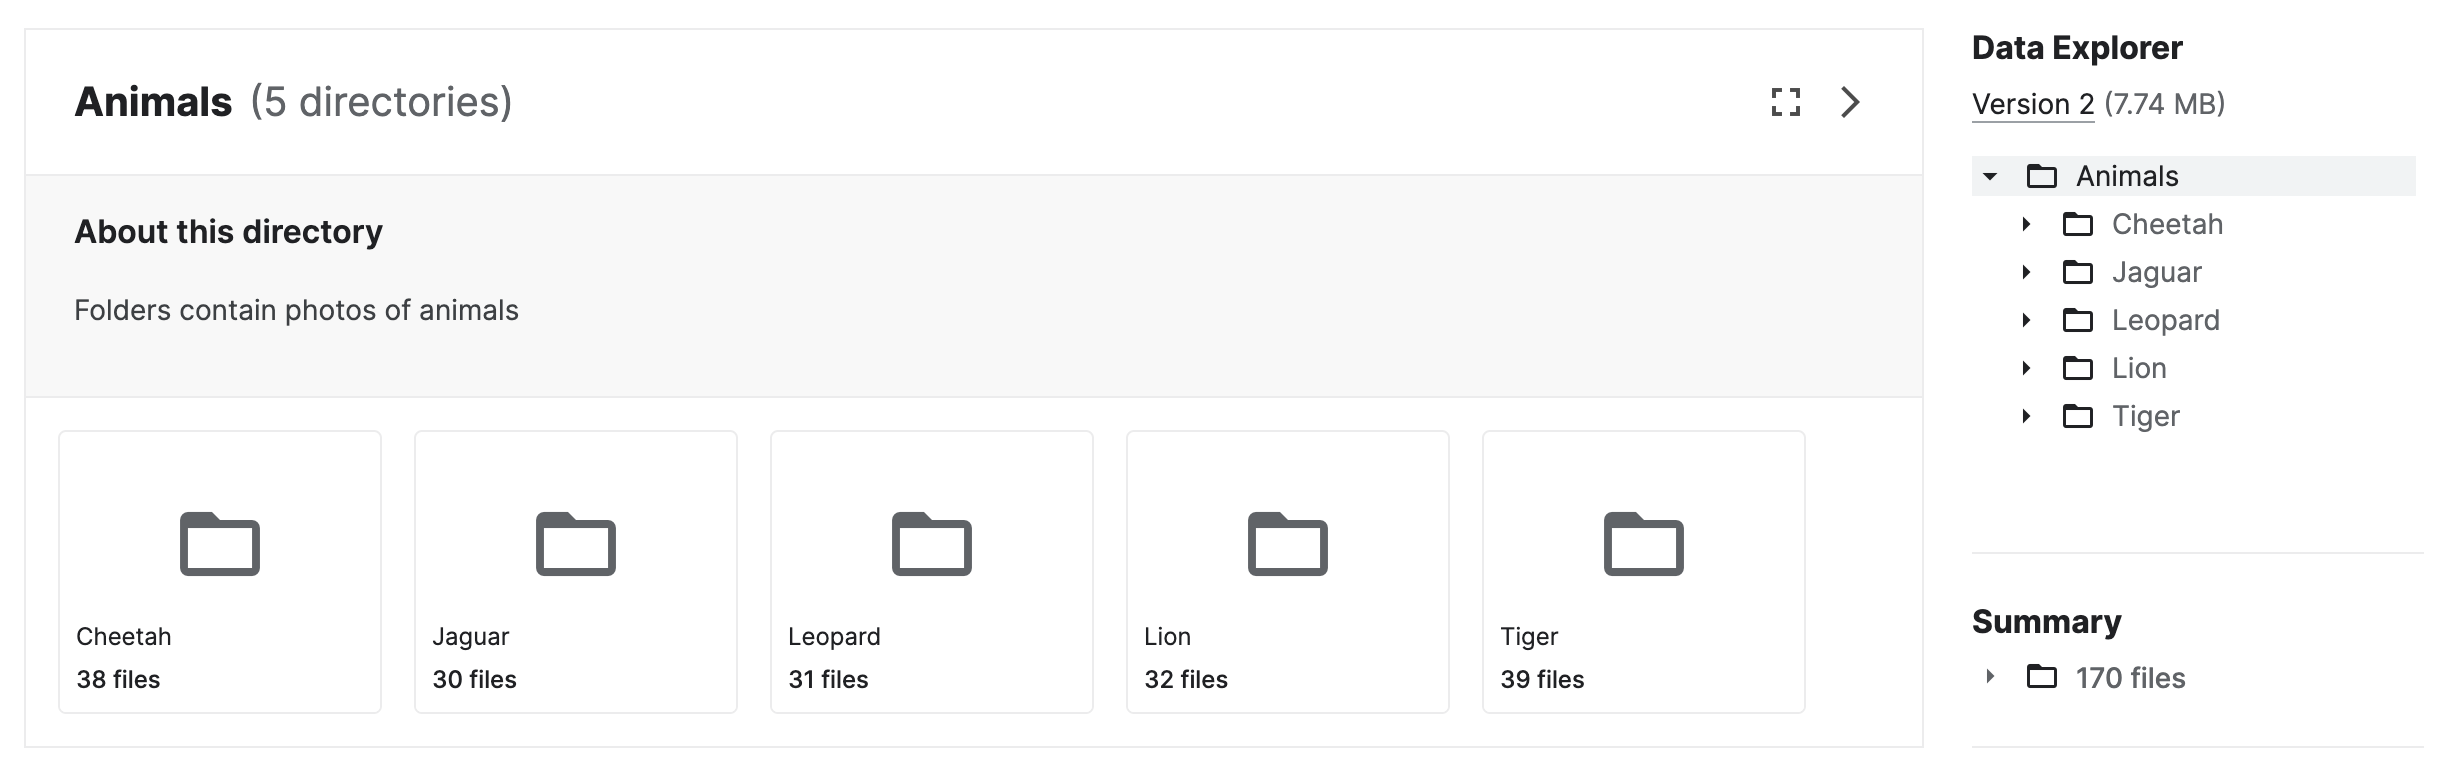 Animals (5 directories)
About this directory
Folders contain photos of animals
Cheetah
38 files
Jaguar
30 files
Leopard
31 files
Lion
32 files
Tiger
39 files
Data Explorer
Version 2 (7.74 MB)
Animals
Cheetah
Jaguar
Leopard
Lion
Tiger
Summary
170 files